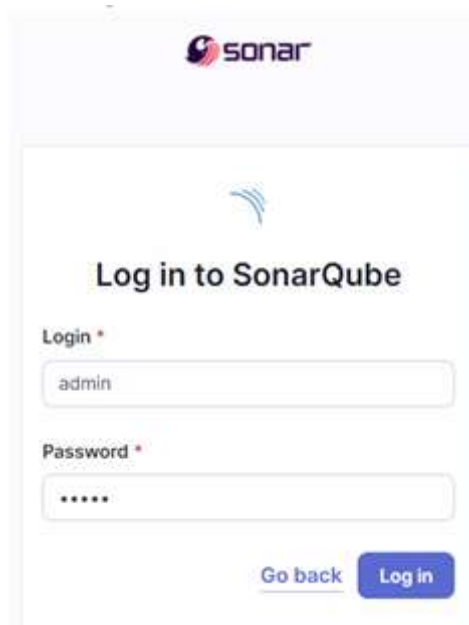 sonar
Log in to SonarQube
Login *
admin
Password *
•••••
Go back Log in